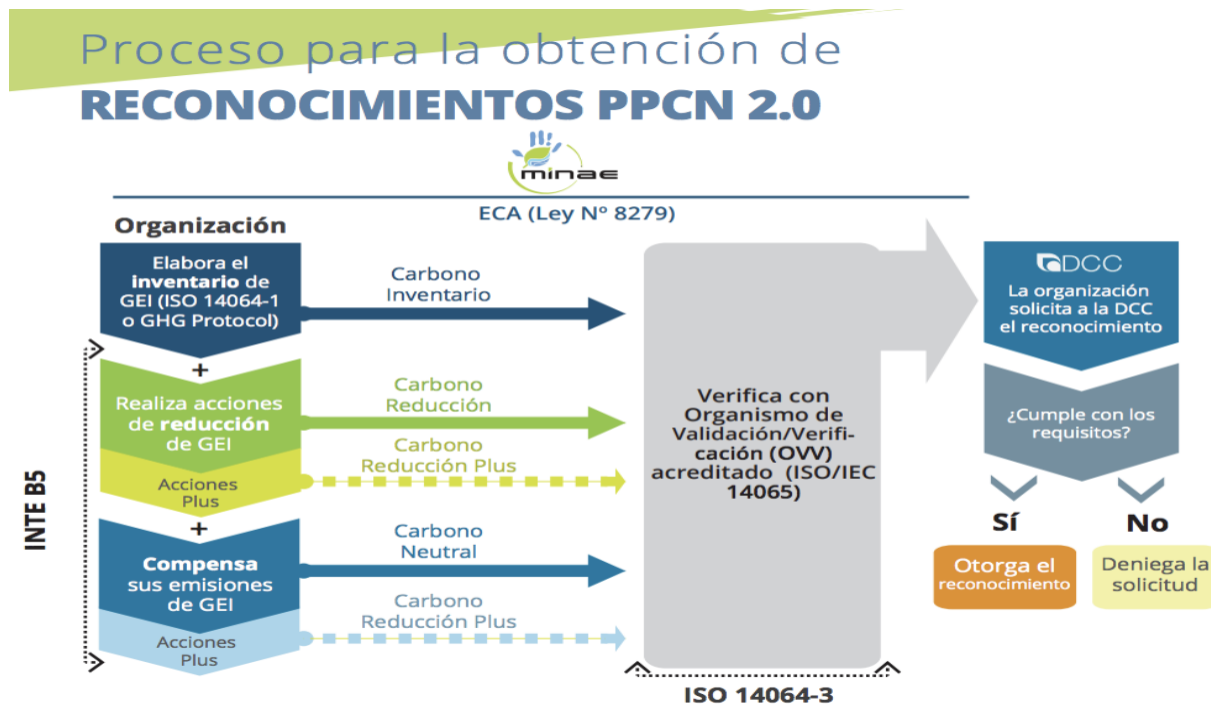 Proceso para la obtención de
RECONOCIMIENTOS PPCN 2.0
minae
ECA (Ley Nº 8279)
Organización
Elabora el
inventario de
GEI (ISO 14064-1
o GHG Protocol)
Carbono
Inventario
+
Realiza acciones
de reducción
de GEI
Carbono
Reducción
Acciones
Plus
Carbono
Reducción Plus
+
Compensa
sus emisiones
de GEI
Carbono
Neutral
Acciones
Plus
Carbono
Reducción Plus
INTE B5
Verifica con
Organismo de
Validación/Verifi-
cación (OVV)
acreditado (ISO/IEC
14065)
ISO 14064-3
DCC
La organización
solicita a la DCC
el reconocimiento
¿Cumple con los
requisitos?
Sí
No
Otorga el
reconocimiento
Deniega la
solicitud